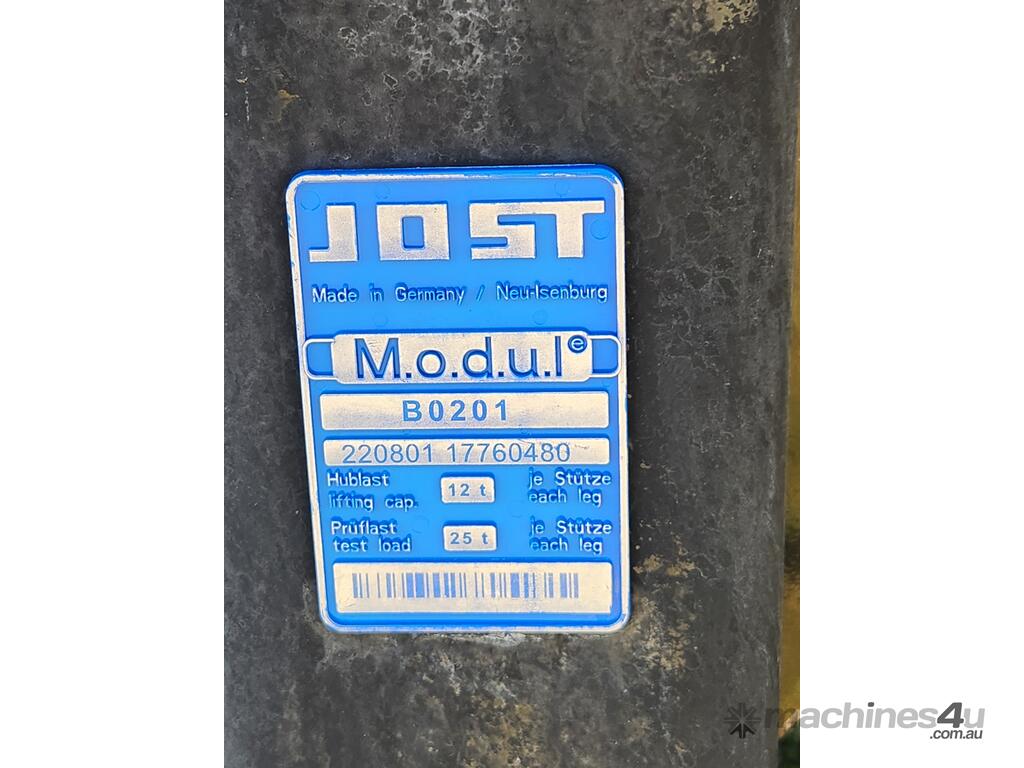 JOST
Made in Germany / Neu-Isenburg
M.o.d.u.l e
B0201
220801 17760480
Hublast 12 t je Stütze
lifting cap. each leg
Prüflast 25 t je Stütze
test load each leg
machines4u
.com.au